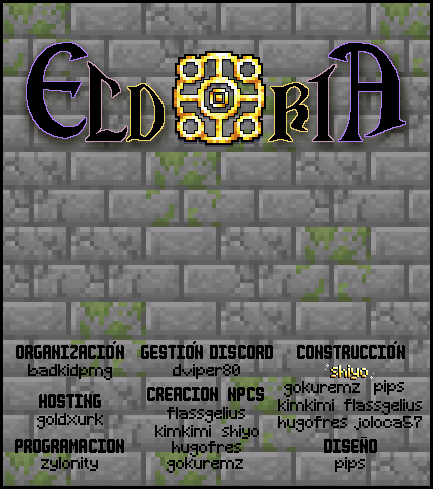 ELDORIA
ORGANIZACIÓN
badkidpmg
HOSTING
goldxurk
PROGRAMACION
zylonity
GESTIÓN DISCORD
dviper80
CREACION NPCS
flassgelius
kimkimi shiyo
hugofres
gokuremz
CONSTRUCCIÓN
shiyo
gokuremz pips
kimkimi flassgelius
hugofres joloca57
DISEÑO
pips